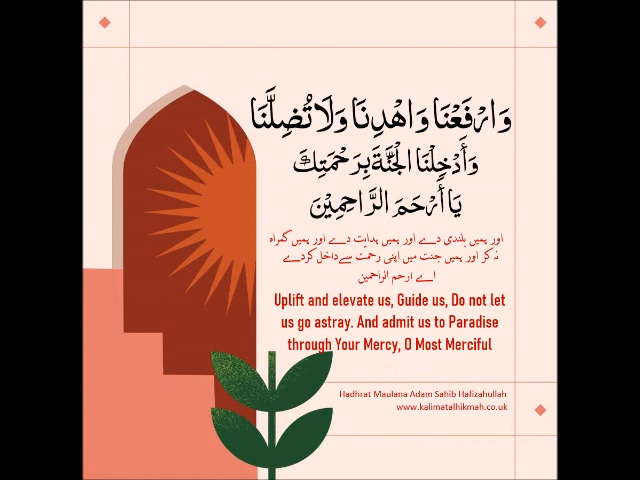 وَارْفَعْنَا وَاهْدِنَا وَلَا تُضِلَّنَا
وَأَدْخِلْنَا الْجَنَّةَ بِرَحْمَتِكَ
يَا أَرْحَمَ الرَّاحِمِيْنَ
اور ہمیں بلندی دے اور ہمیں ہدایت دے اور ہمیں گمراہ
نہ کر اور ہمیں جنت میں اپنی رحمت سے داخل کر دے
اے ارحم الراحمین
Uplift and elevate us, Guide us, Do not let
us go astray. And admit us to Paradise
through Your Mercy, O Most Merciful
Hadhrat Maulana Adam Sahib Hafizahullah
www.kalimatalhikmah.co.uk